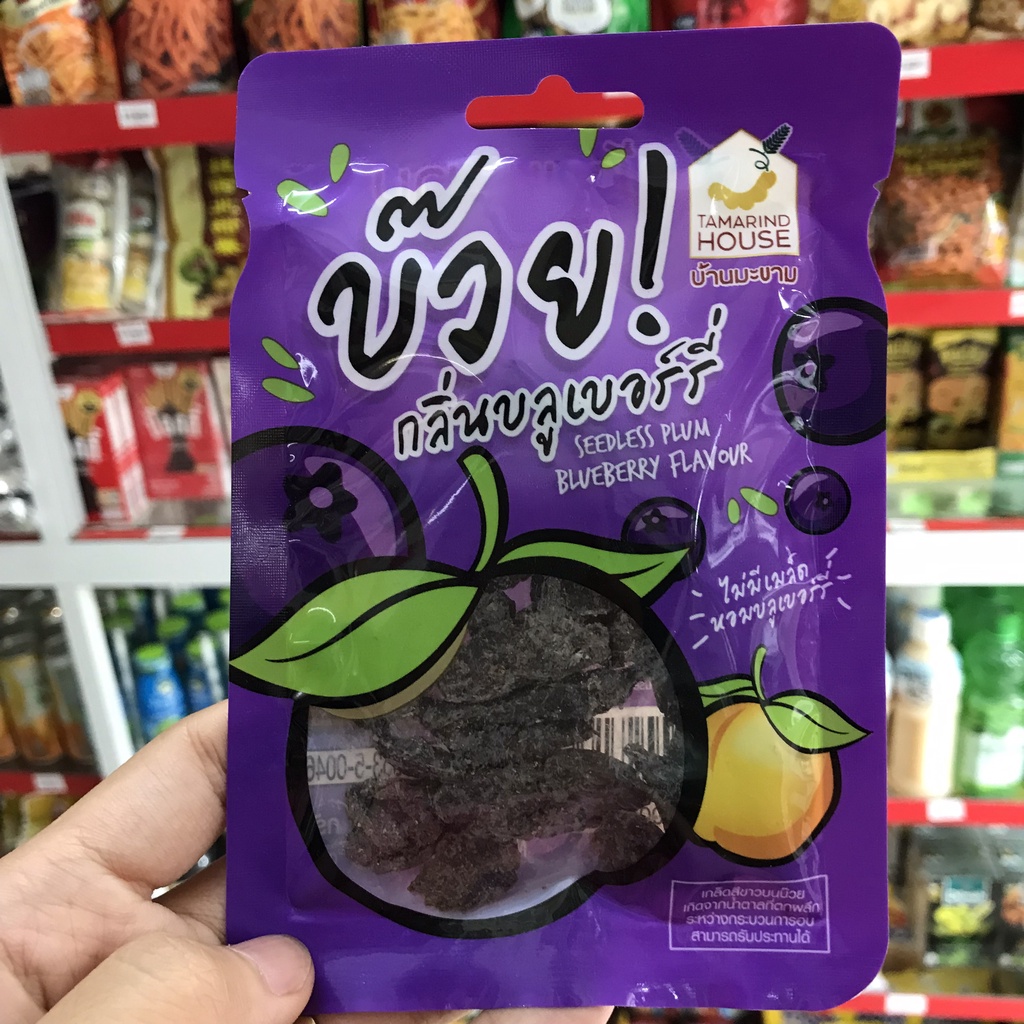 TAMARIND
HOUSE
บ้านมะขาม
บ๊วย!
กลิ่นบลูเบอร์รี่
SEEDLESS PLUM
BLUEBERRY FLAVOUR
ไม่มีเมล็ด
หอมบลูเบอร์รี่
เกล็ดสีขาวบนบ๊วย
เกิดจากน้ำตาลที่ตกผลึก
ระหว่างกระบวนการอบ
สามารถรับประทานได้